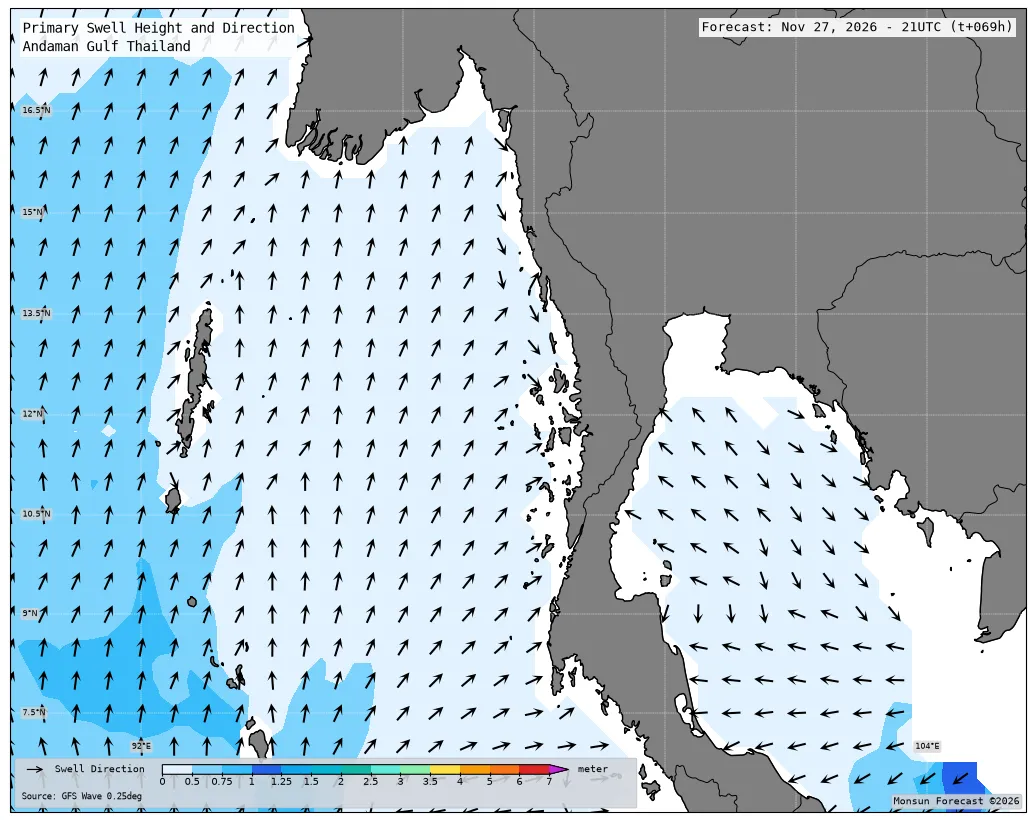 Primary Swell Height and Direction
Andaman Gulf Thailand
Forecast: Nov 27, 2026 - 21UTC (t+069h)
16.5°N
15°N
13.5°N
12°N
10.5°N
9°N
7.5°N
92°E
104°E
Swell Direction
meter
0 0.5 0.75 1 1.25 1.5 2 2.5 3 3.5 4 5 6 7
Source: GFS Wave 0.25deg
Monsun Forecast ©2026